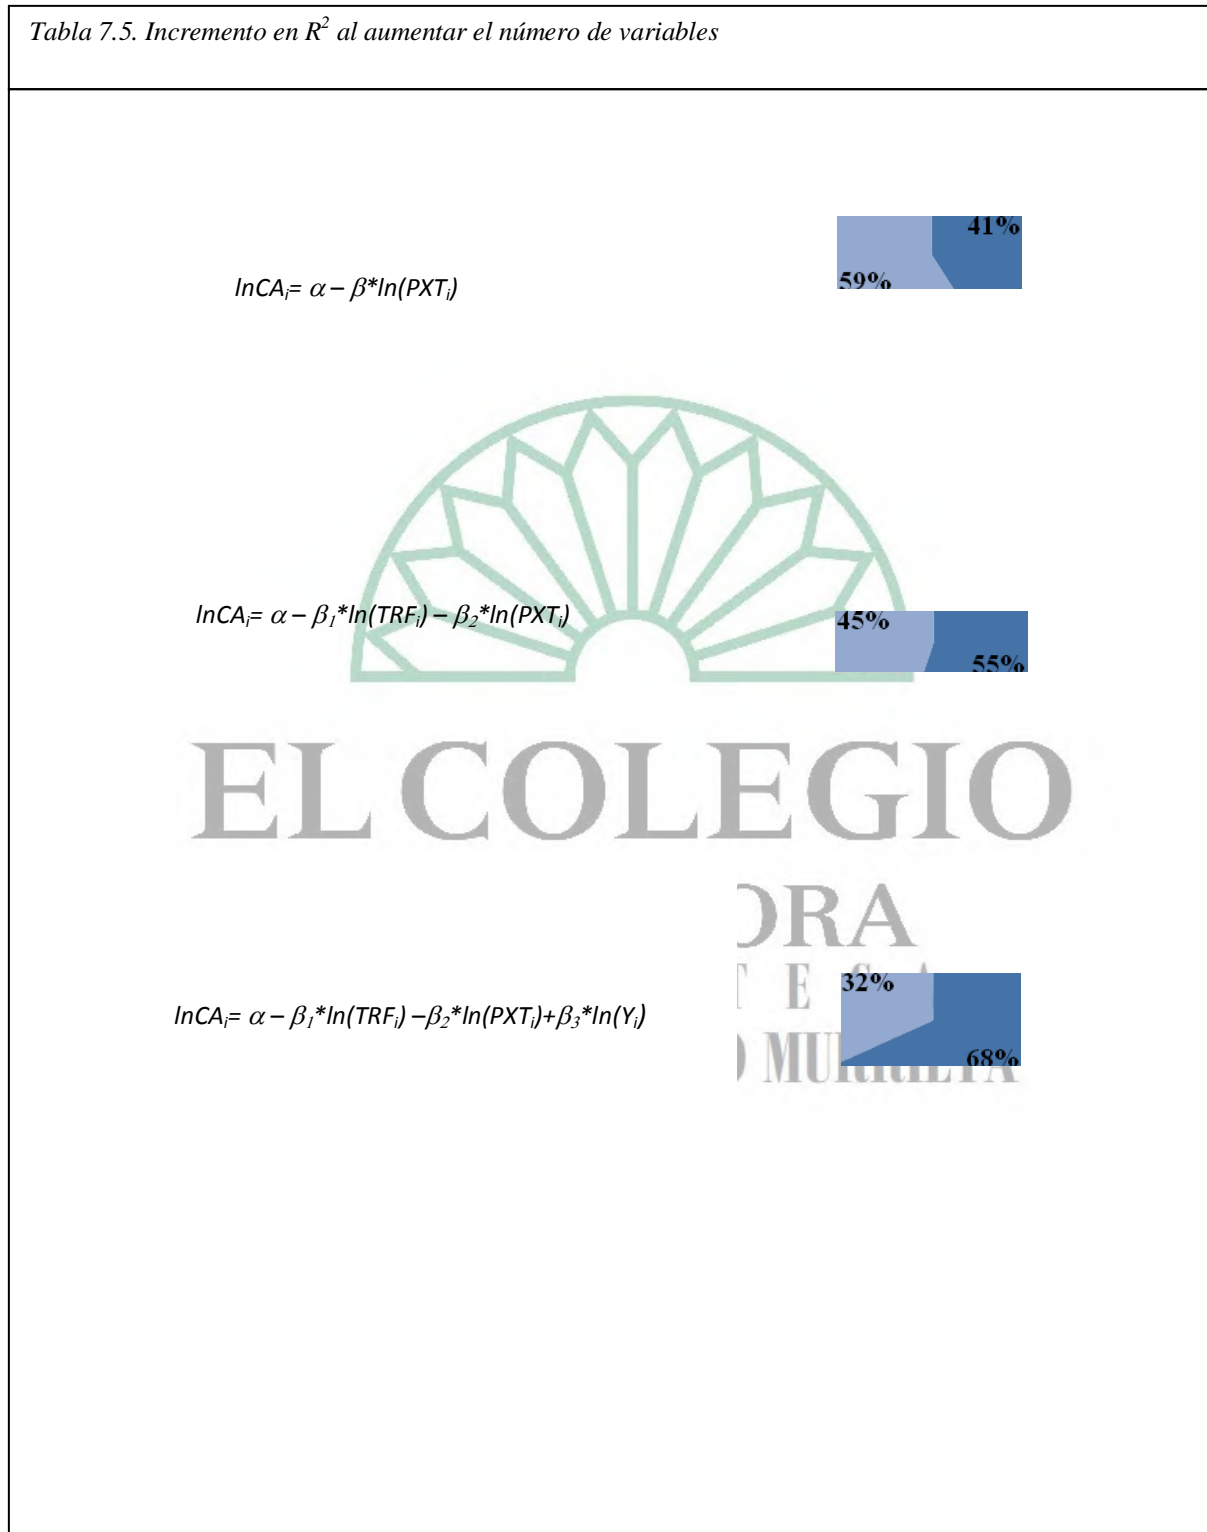 Tabla 7.5. Incremento en R² al aumentar el número de variables
41%
59%
lnCAᵢ= α – β*ln(PXTᵢ)
lnCAᵢ= α – β₁*ln(TRFᵢ) – β₂*ln(PXTᵢ)
45%
55%
EL COLEGIO
ORA
32%
lnCAᵢ= α – β₁*ln(TRFᵢ) –β₂*ln(PXTᵢ)+β₃*ln(Yᵢ)
68%